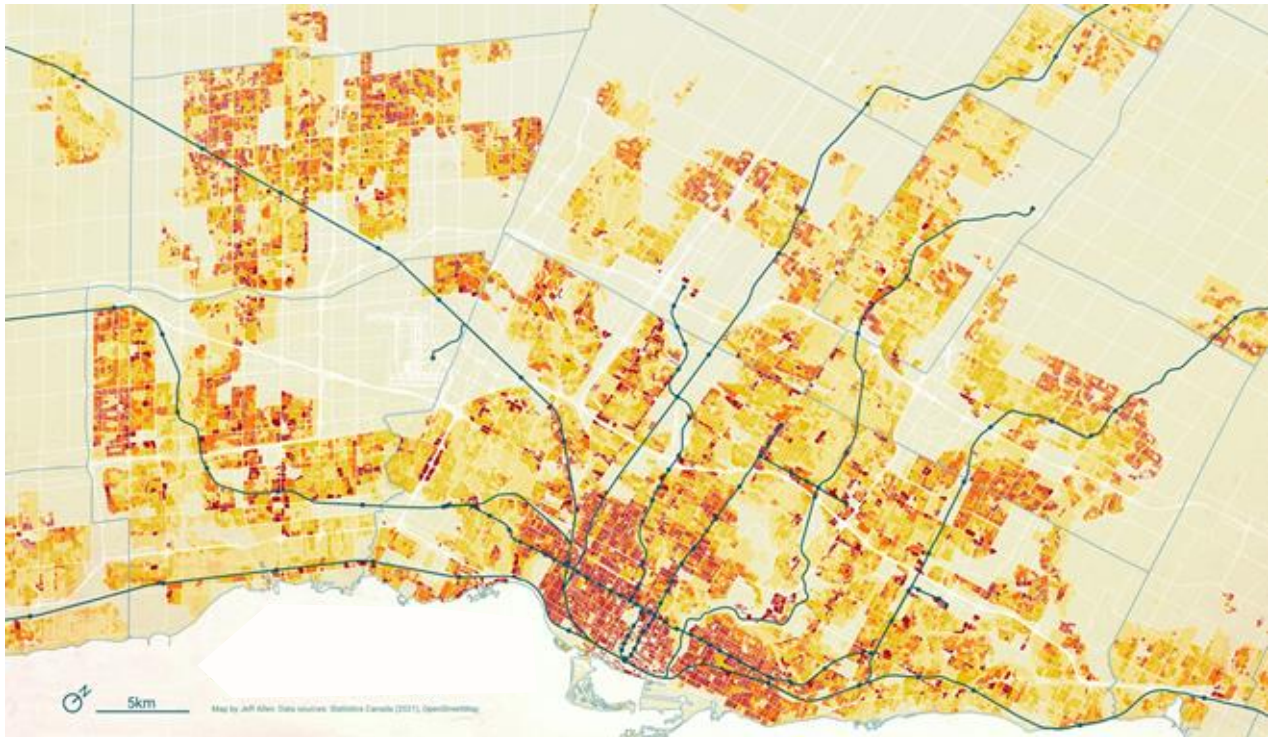 N
5km
Map by Jeff Allen. Data sources: Statistics Canada (2021), OpenStreetMap